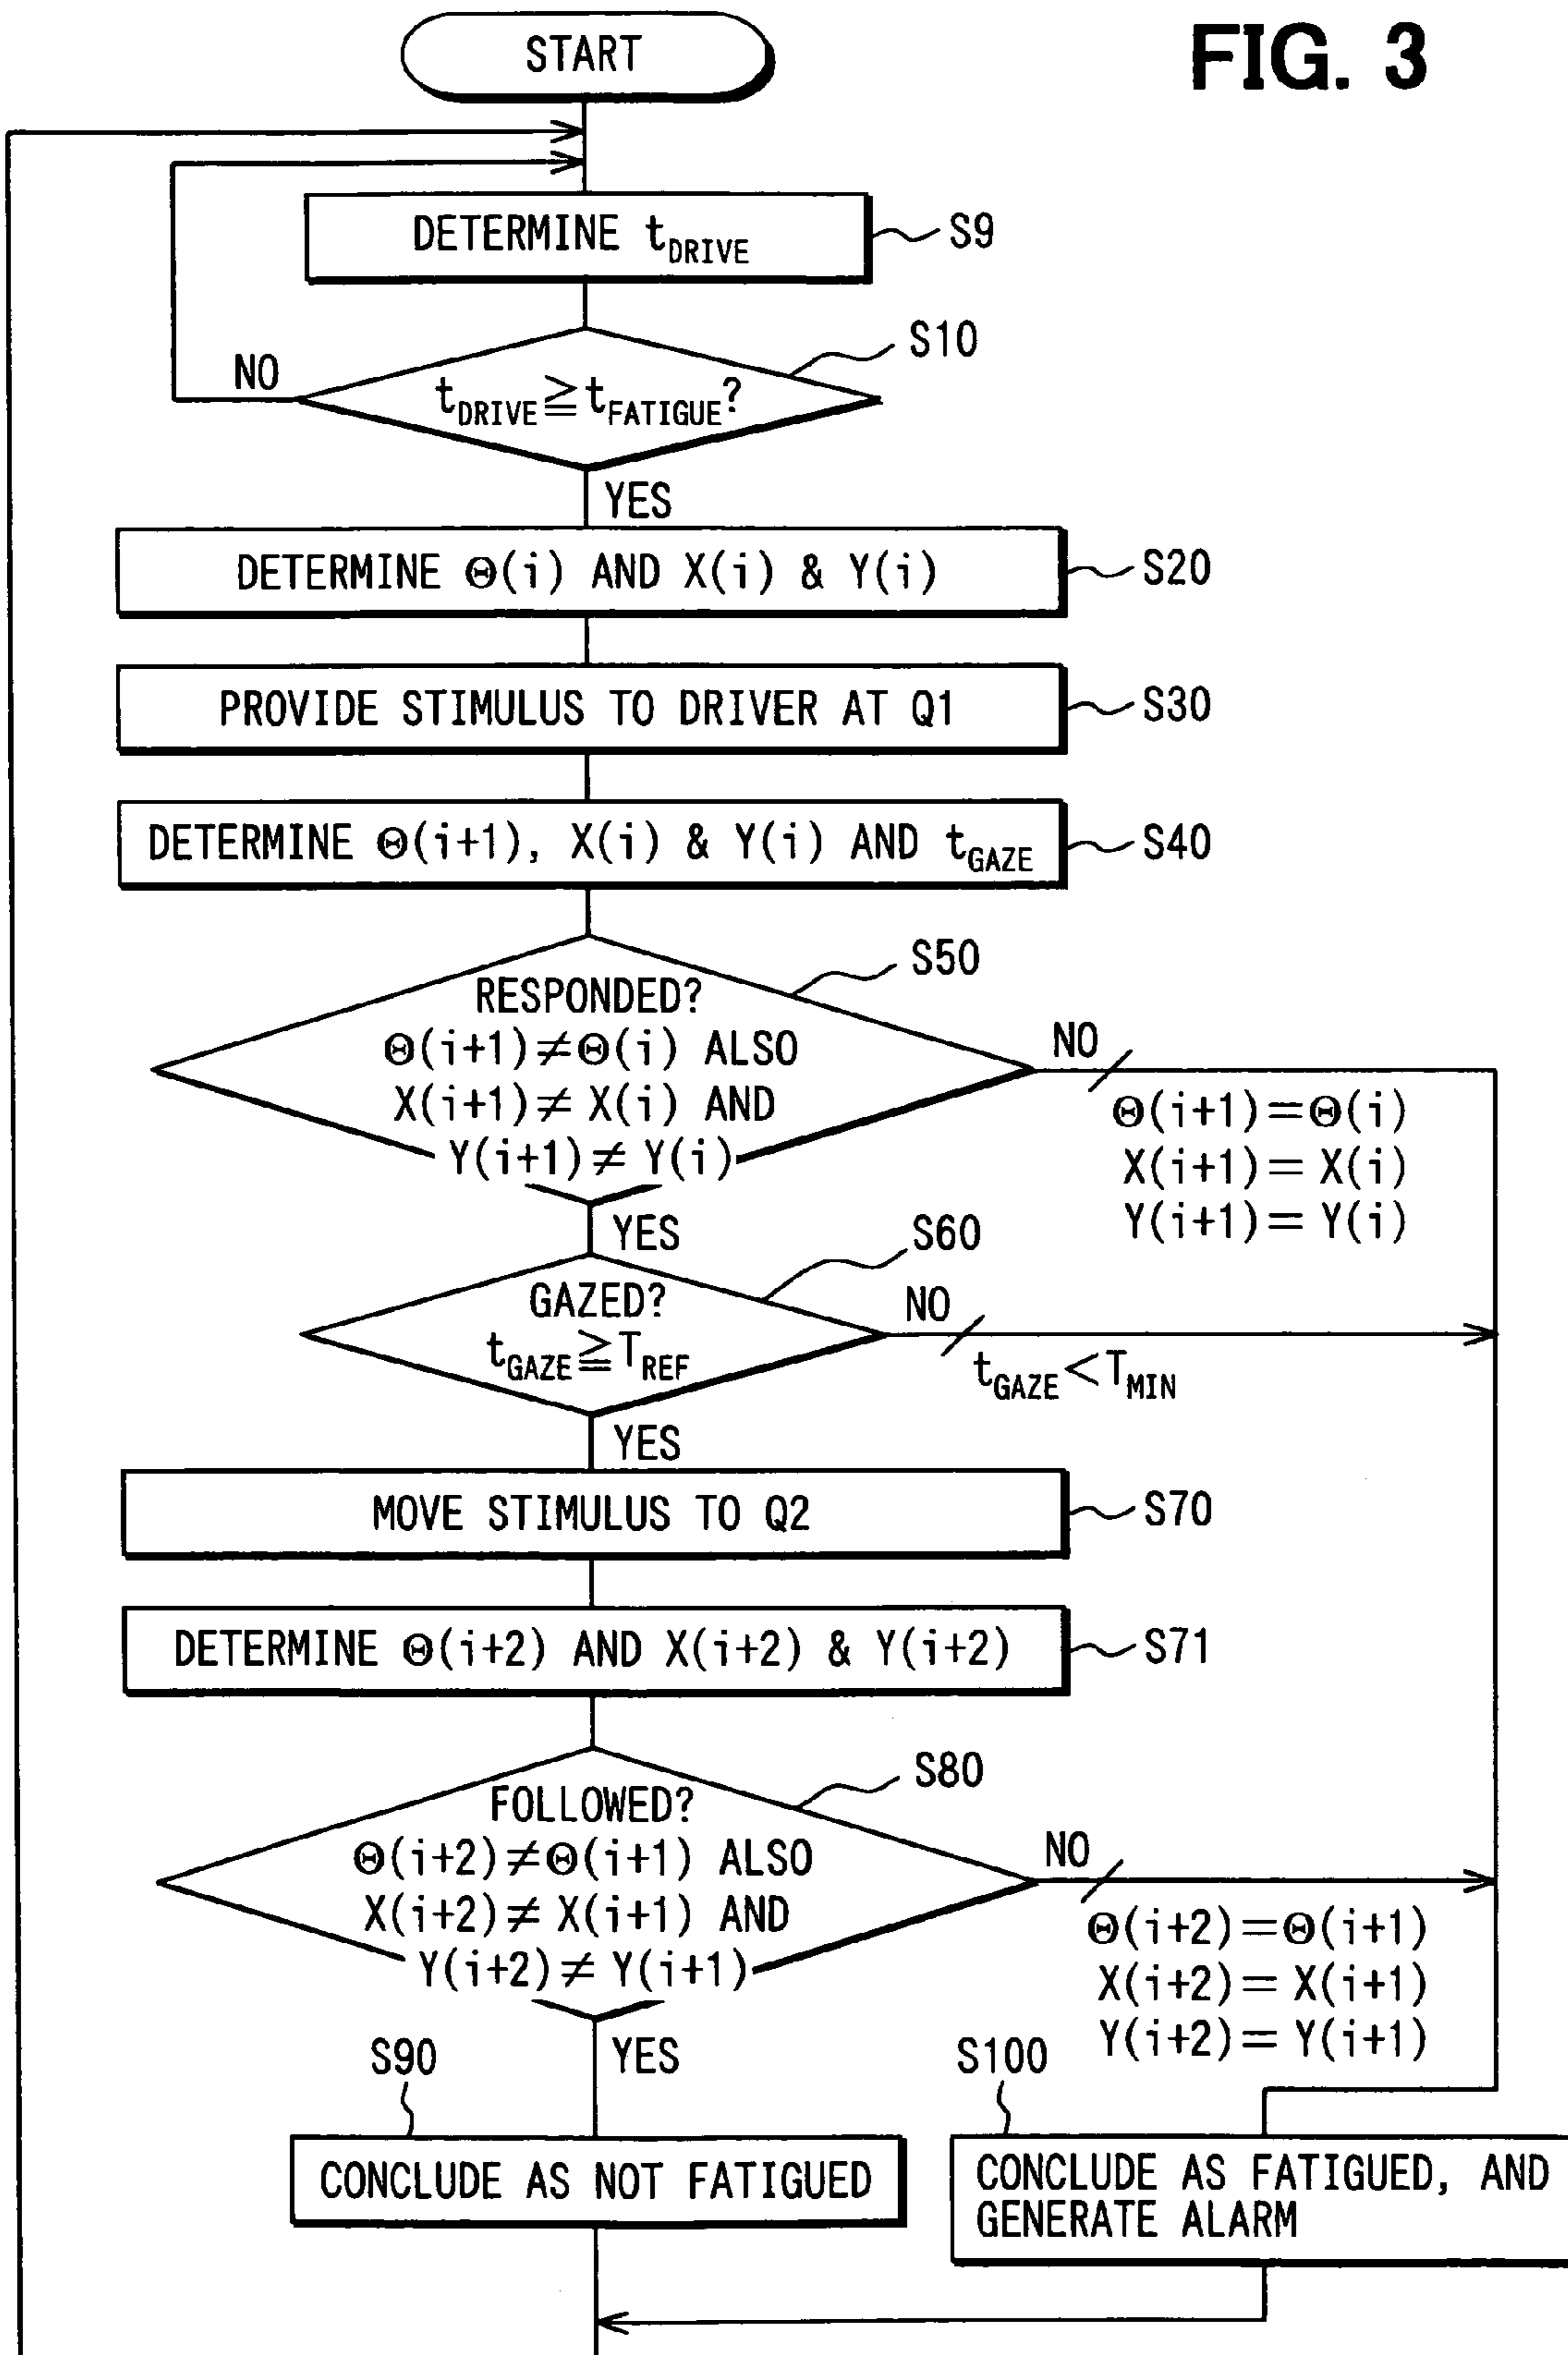 FIG. 3
START
DETERMINE tDRIVE
S9
S10
NO
tDRIVE≧tFATIGUE?
YES
DETERMINE Θ(i) AND X(i) & Y(i)
S20
PROVIDE STIMULUS TO DRIVER AT Q1
S30
DETERMINE Θ(i+1), X(i) & Y(i) AND tGAZE
S40
S50
RESPONDED?
Θ(i+1)≠Θ(i) ALSO
X(i+1)≠ X(i) AND
Y(i+1)≠ Y(i)
NO
Θ(i+1)=Θ(i)
X(i+1)= X(i)
Y(i+1)= Y(i)
YES
S60
GAZED?
tGAZE≧TREF
NO
tGAZE<TMIN
YES
MOVE STIMULUS TO Q2
S70
DETERMINE Θ(i+2) AND X(i+2) & Y(i+2)
S71
S80
FOLLOWED?
Θ(i+2)≠Θ(i+1) ALSO
X(i+2)≠ X(i+1) AND
Y(i+2)≠ Y(i+1)
NO
Θ(i+2)=Θ(i+1)
X(i+2)= X(i+1)
Y(i+2)= Y(i+1)
YES
S90
CONCLUDE AS NOT FATIGUED
S100
CONCLUDE AS FATIGUED, AND
GENERATE ALARM